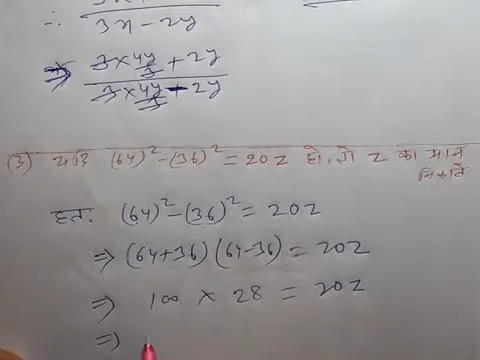 ∴ 3x - 2y
⇒ 3 × 4y/3 + 2y
3 × 4y/3 - 2y
(3) यदि (64)² - (36)² = 20z हो, तो z का मान
निकालें
हल: (64)² - (36)² = 20z
⇒ (64+36) (64-36) = 20z
⇒ 100 × 28 = 20z
⇒